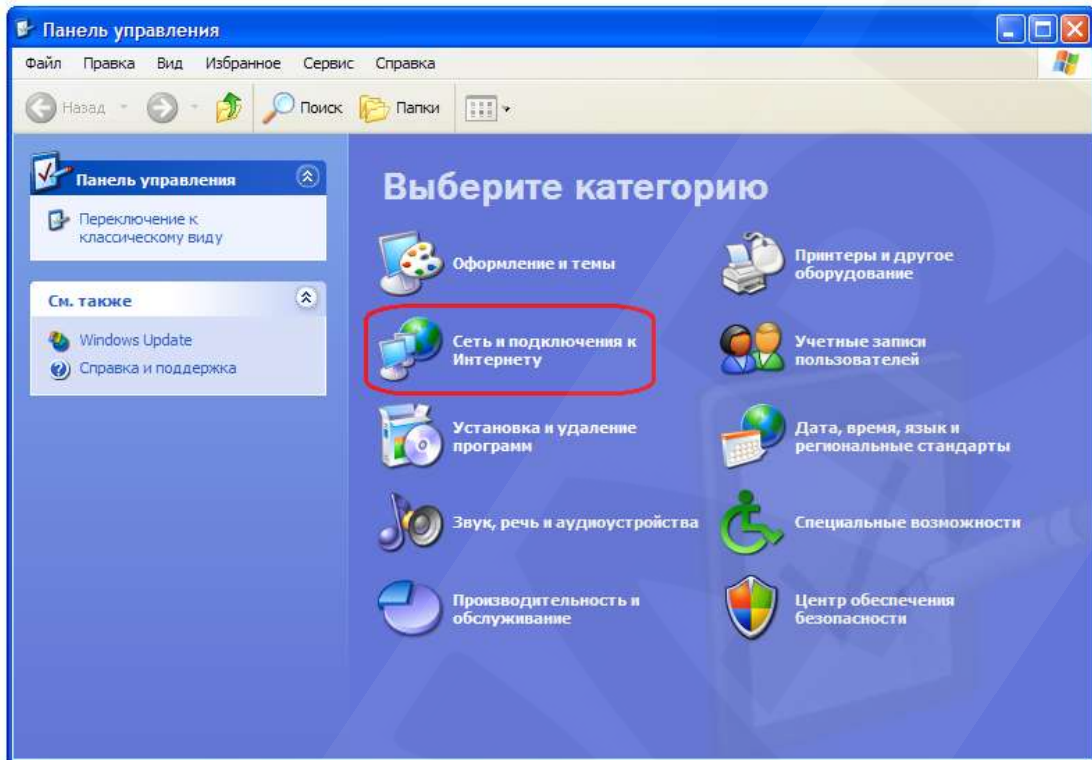 Панель управления
Файл Правка Вид Избранное Сервис Справка
Назад Поиск Папки
Панель управления
Переключение к
классическому виду
См. также
Windows Update
Справка и поддержка
Выберите категорию
Оформление и темы
Принтеры и другое
оборудование
Сеть и подключения к
Интернету
Учетные записи
пользователей
Установка и удаление
программ
Дата, время, язык и
региональные стандарты
Звук, речь и аудиоустройства
Специальные возможности
Производительность и
обслуживание
Центр обеспечения
безопасности